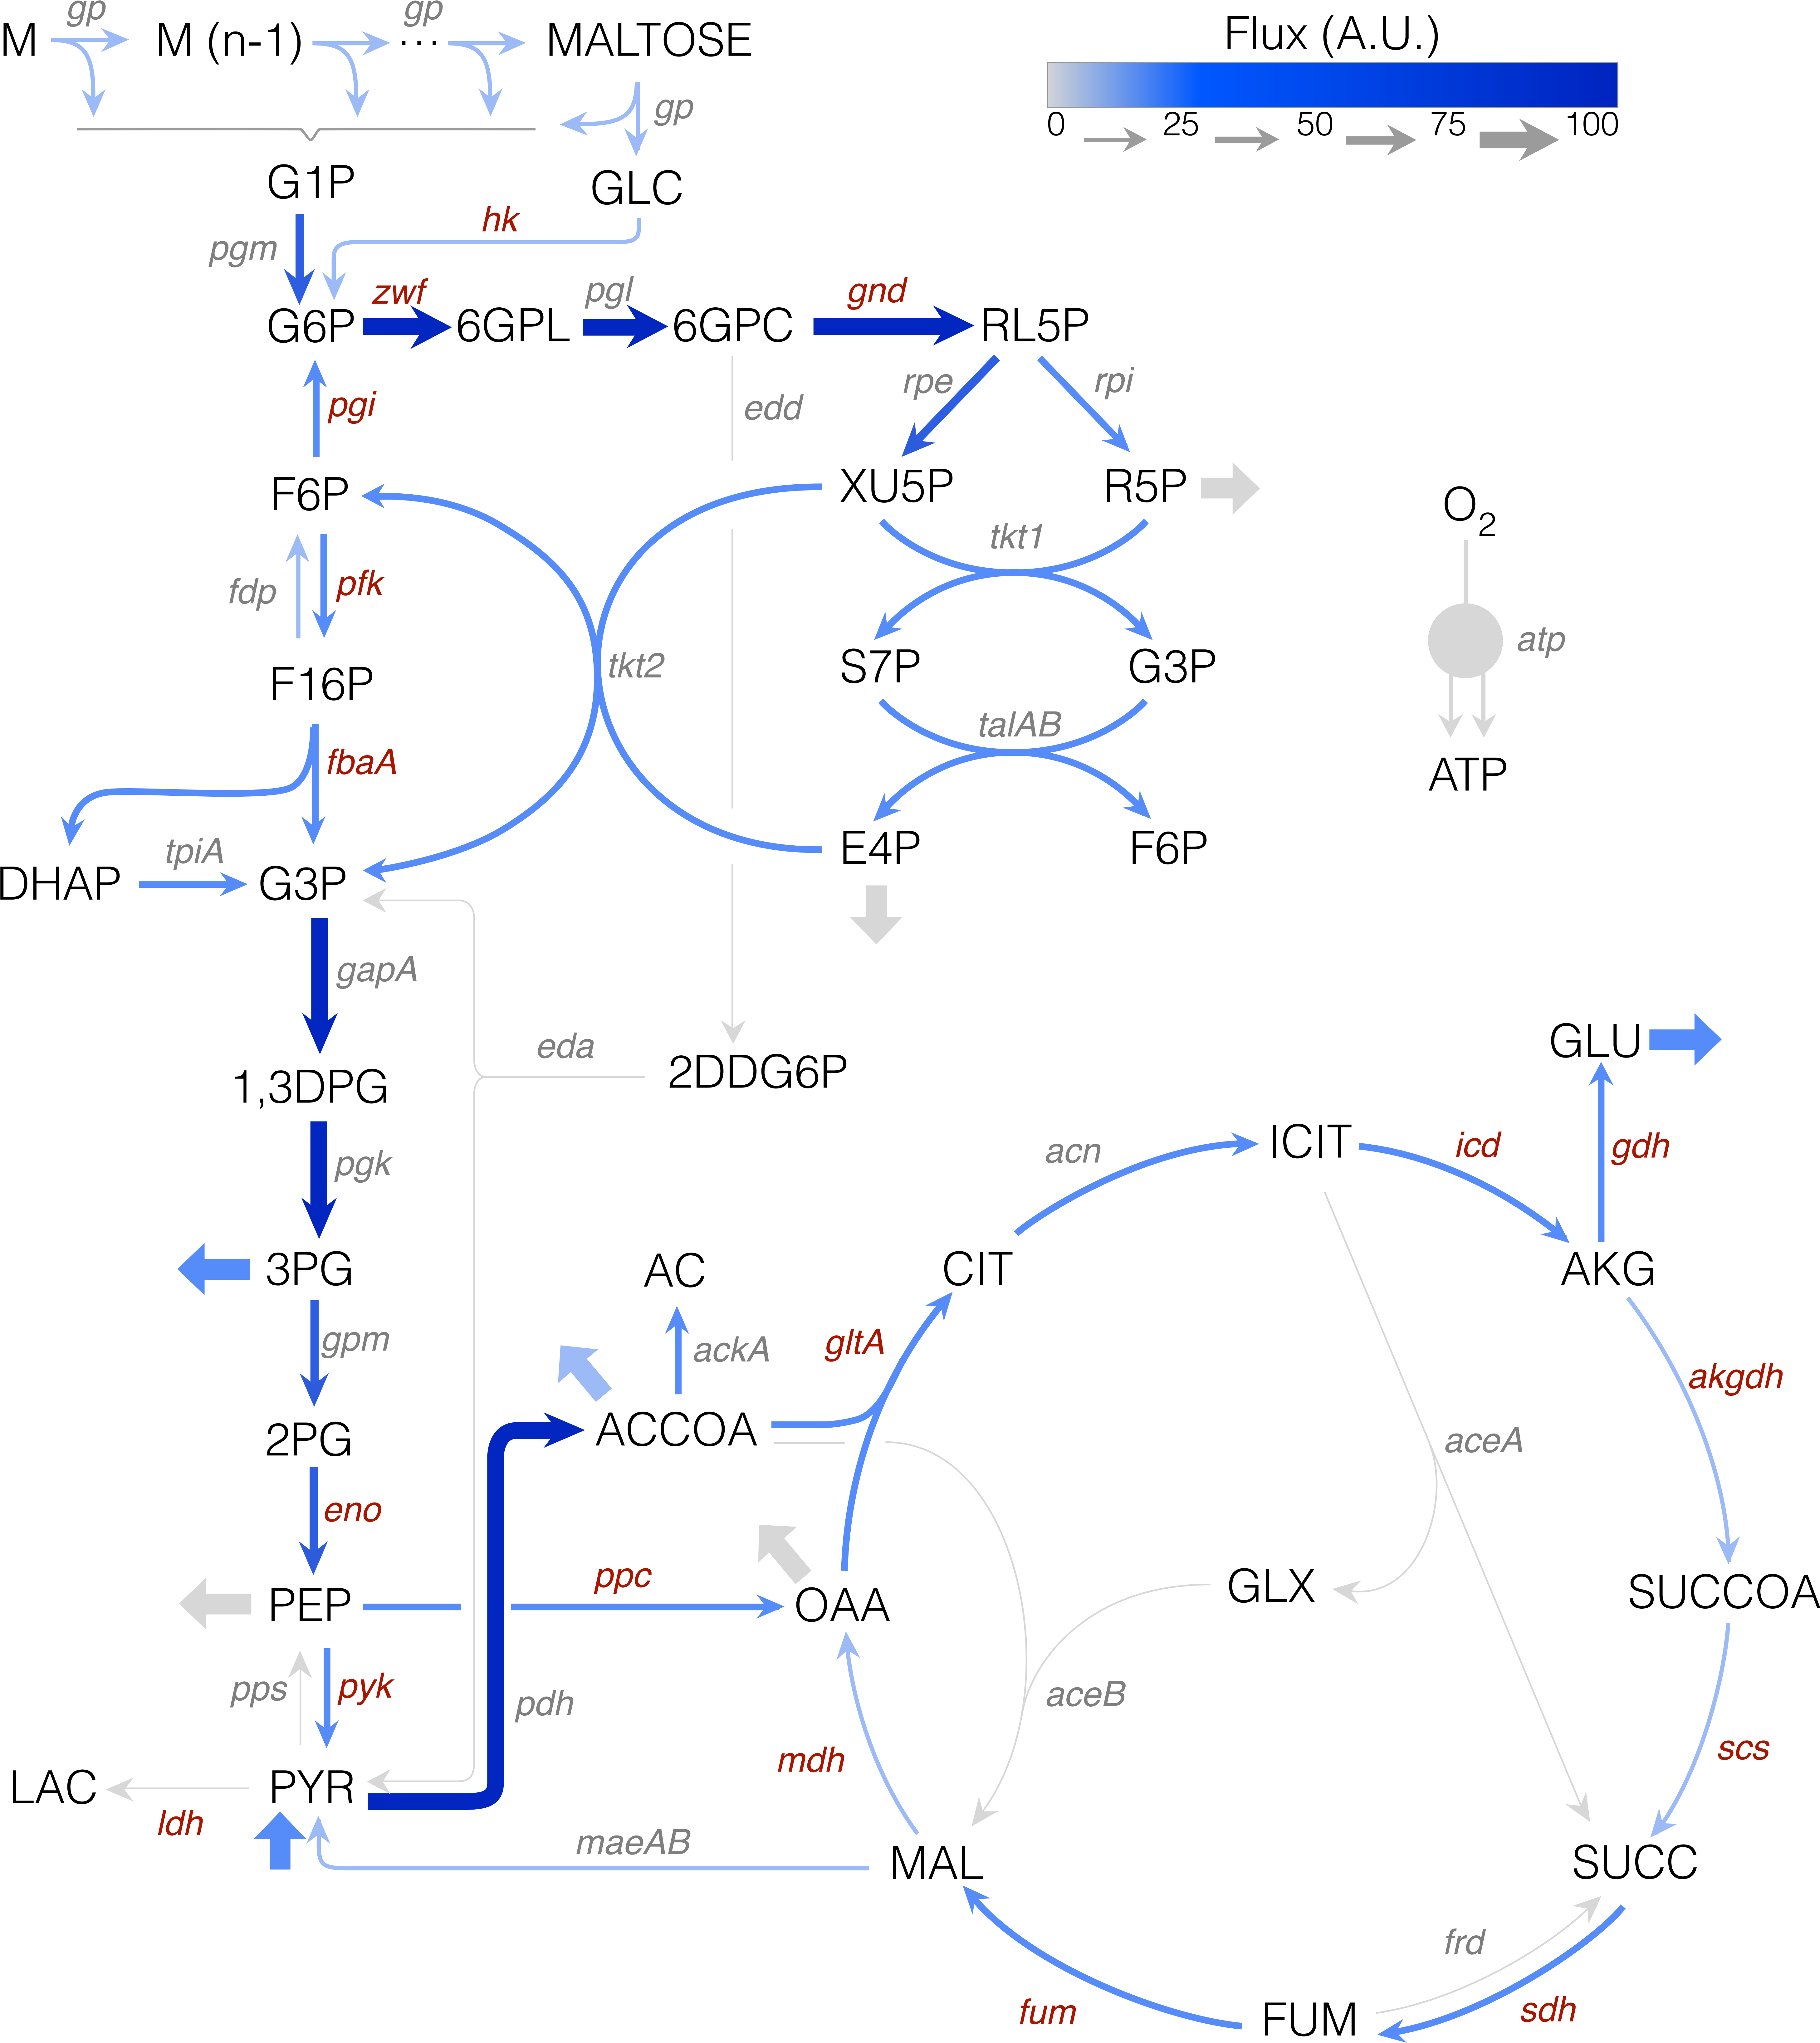 gp
gp
M
M (n-1)
...
MALTOSE
Flux (A.U.)
0
25
50
75
100
gp
G1P
GLC
hk
pgm
zwf
pgl
gnd
G6P
6GPL
6GPC
RL5P
pgi
edd
rpe
rpi
F6P
XU5P
R5P
O2
tkt1
fdp
pfk
tkt2
atp
F16P
S7P
G3P
talAB
fbaA
ATP
tpiA
E4P
F6P
DHAP
G3P
gapA
eda
GLU
1,3DPG
2DDG6P
acn
ICIT
icd
gdh
pgk
3PG
AC
CIT
AKG
gpm
ackA
gltA
akgdh
2PG
ACCOA
aceA
eno
ppc
GLX
SUCCOA
PEP
OAA
pps
pyk
pdh
aceB
mdh
scs
LAC
PYR
ldh
maeAB
MAL
SUCC
frd
fum
FUM
sdh